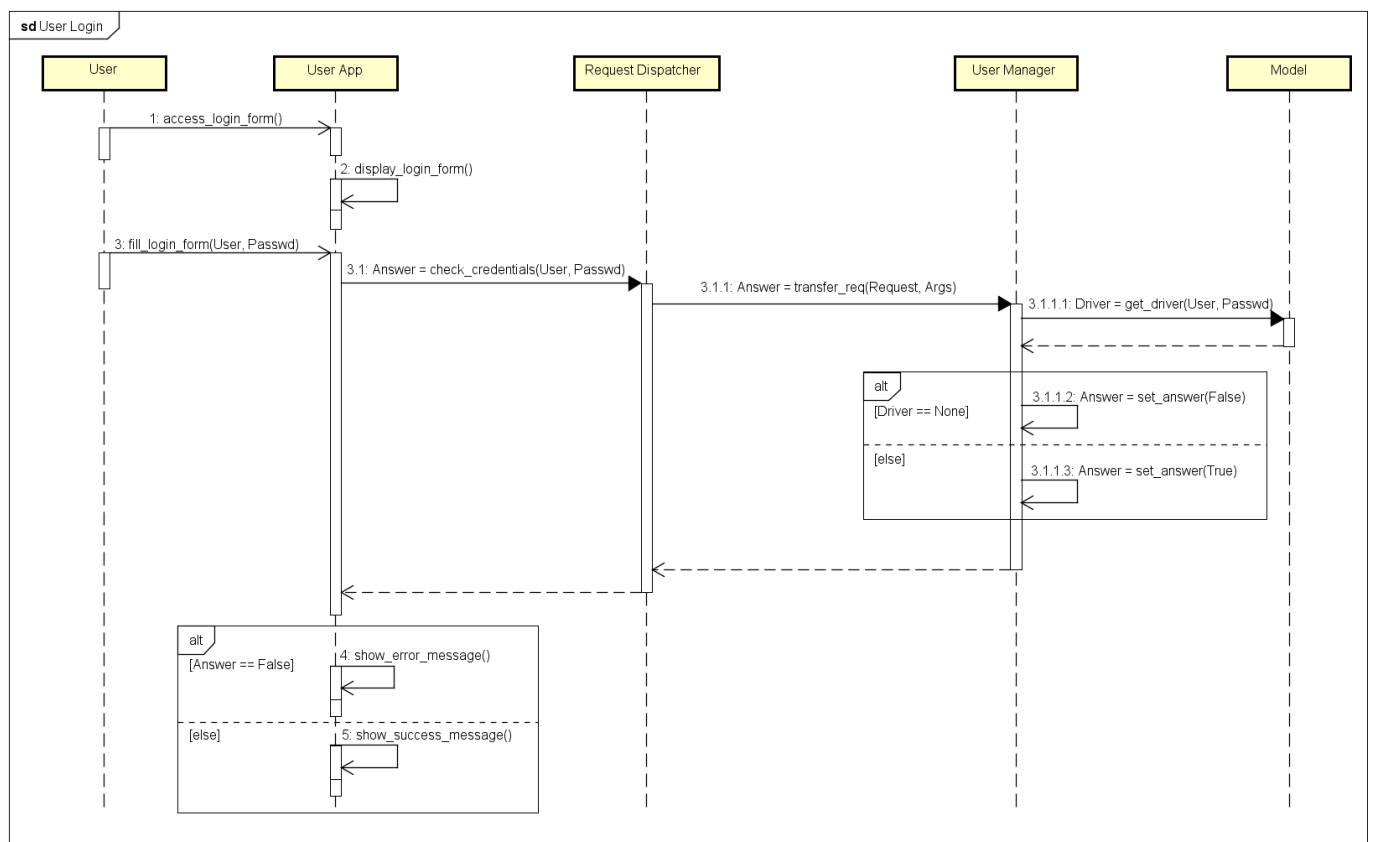 sd User Login
User
User App
Request Dispatcher
User Manager
Model
1: access_login_form()
2: display_login_form()
3: fill_login_form(User, Passwd)
3.1: Answer = check_credentials(User, Passwd)
3.1.1: Answer = transfer_req(Request, Args)
3.1.1.1: Driver = get_driver(User, Passwd)
alt
[Driver == None]
3.1.1.2: Answer = set_answer(False)
[else]
3.1.1.3: Answer = set_answer(True)
alt
[Answer == False]
4: show_error_message()
[else]
5: show_success_message()